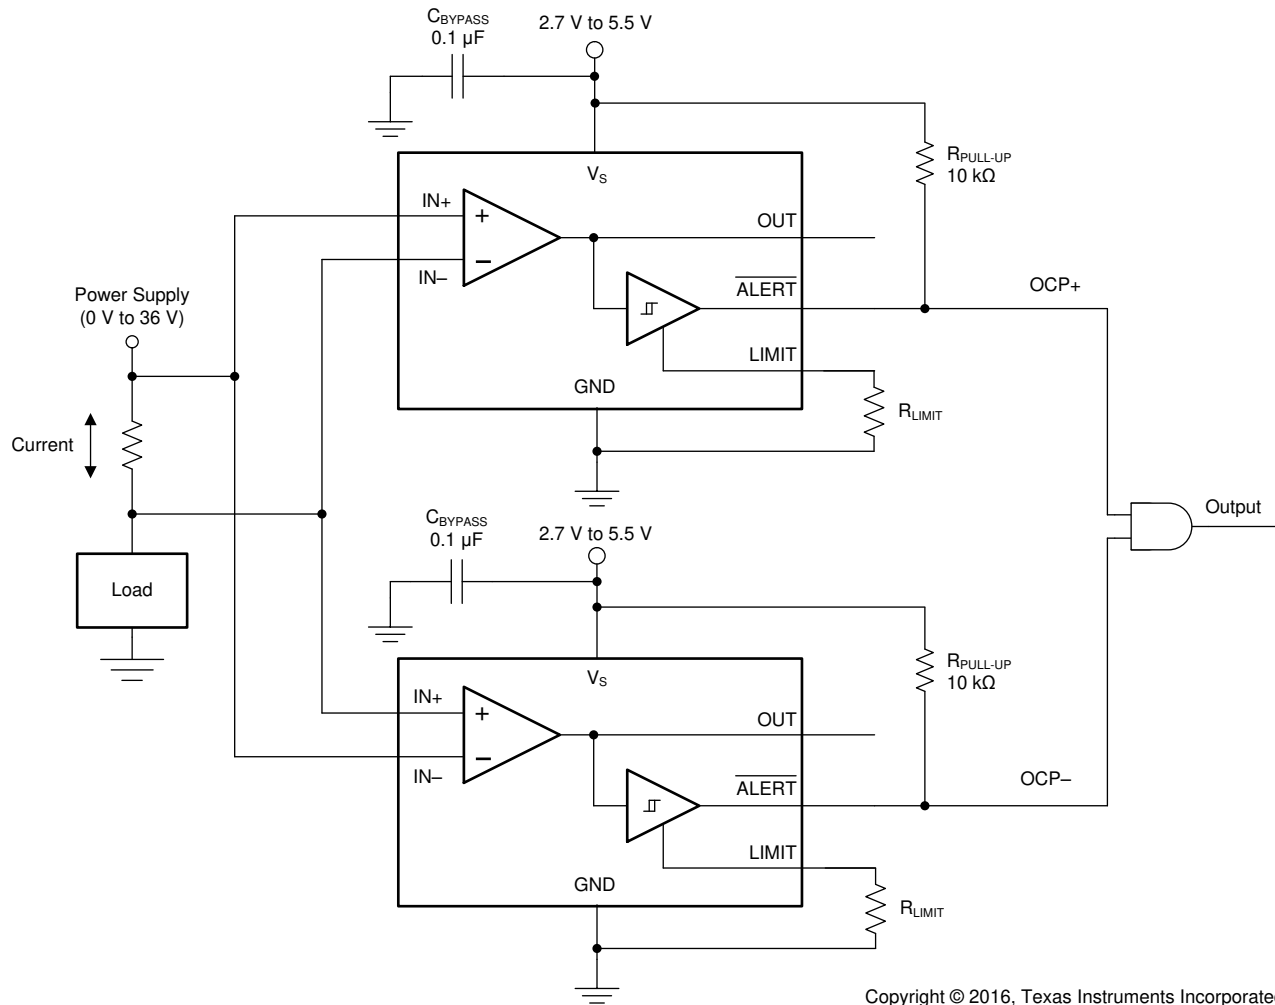 CBYPASS
0.1 µF
2.7 V to 5.5 V
RPULL-UP
10 kΩ
VS
IN+
+
OUT
–
IN–
ALERT
OCP+
Power Supply
(0 V to 36 V)
LIMIT
GND
RLIMIT
Current
Output
CBYPASS
0.1 µF
2.7 V to 5.5 V
Load
RPULL-UP
10 kΩ
VS
IN+
+
OUT
–
IN–
ALERT
OCP–
LIMIT
GND
RLIMIT
Copyright © 2016, Texas Instruments Incorporate